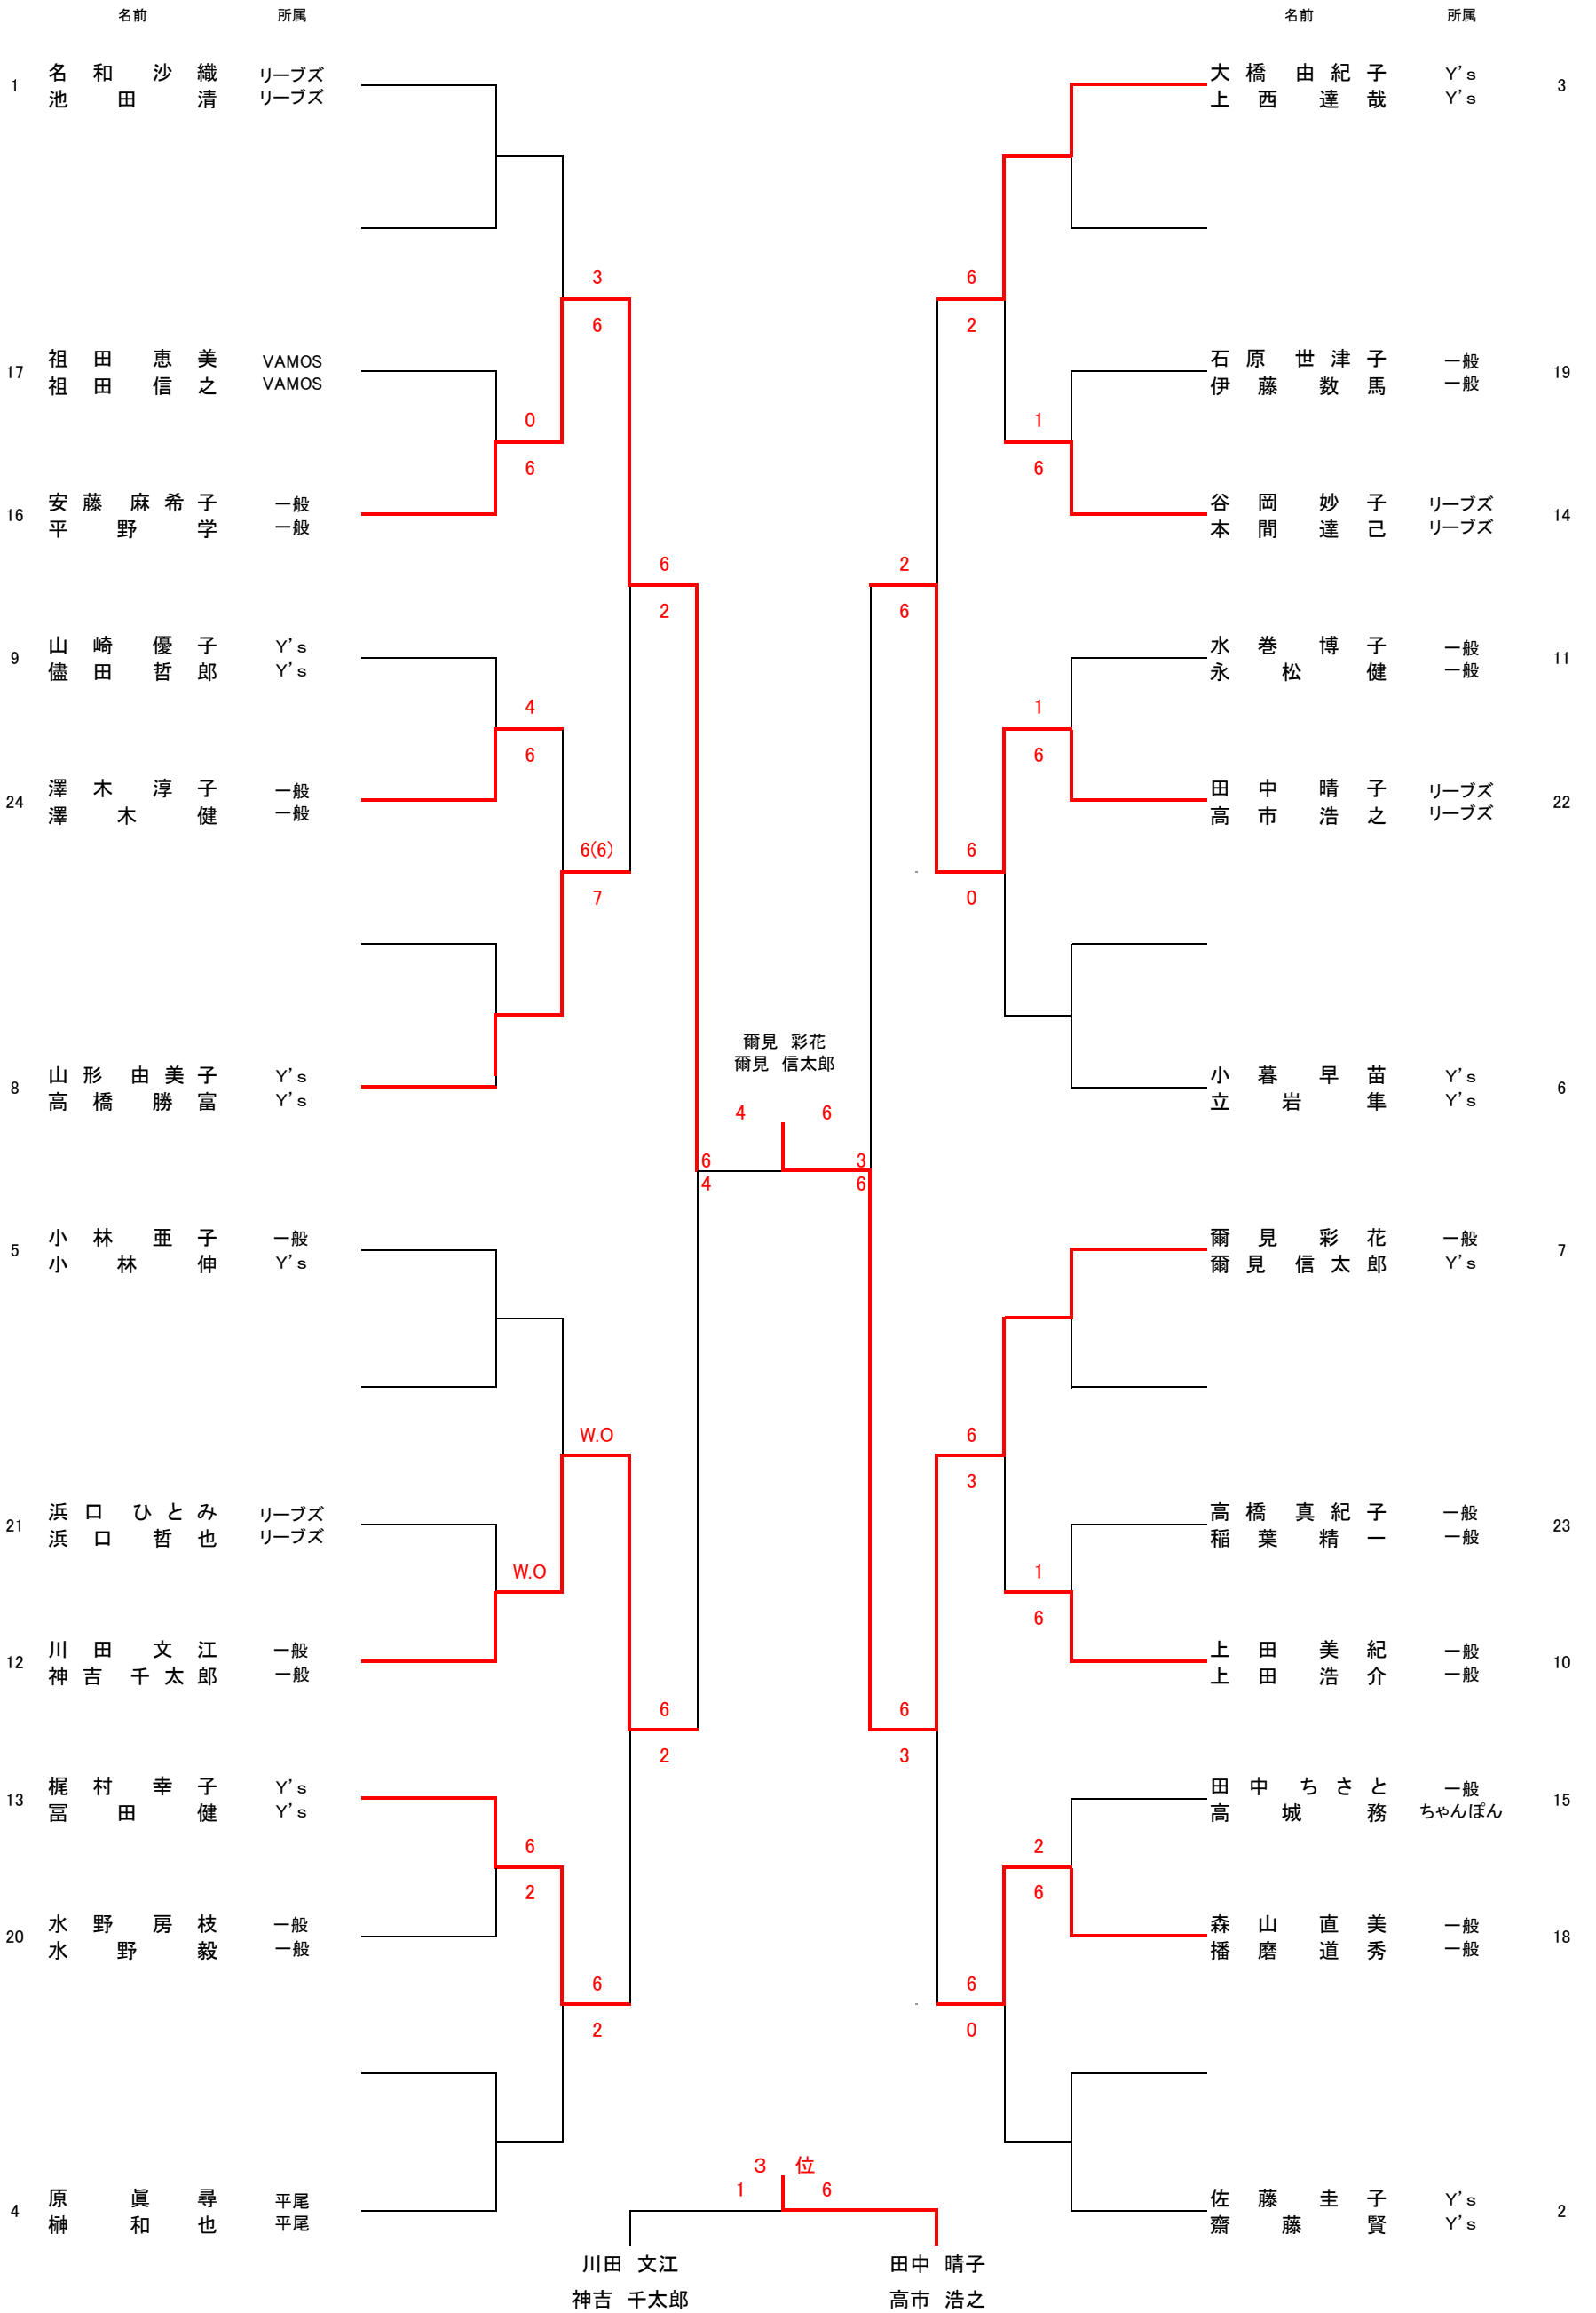 名前 所属
名前 所属
1 名和 沙織 リーブズ
池田 清 リーブズ
大橋 由紀子 Y's 3
上西 達哉 Y's
3
6
6
2
17 祖田 恵美 VAMOS
祖田 信之 VAMOS
石原 世津子 一般 19
伊藤 数馬 一般
0
6
1
6
16 安藤 麻希子 一般
平野 学 一般
谷岡 妙子 リーブズ 14
本間 達己 リーブズ
6
2
2
6
9 山崎 優子 Y's
儘田 哲郎 Y's
水巻 博子 一般 11
永松 健 一般
4
6
1
6
24 澤木 淳子 一般
澤木 健 一般
田中 晴子 リーブズ 22
高市 浩之 リーブズ
6(6)
7
6
0
爾見 彩花
爾見 信太郎
8 山形 由美子 Y's
高橋 勝富 Y's
小暮 早苗 Y's 6
立岩 隼 Y's
4 6
6 3
4 6
5 小林 亜子 一般
小林 伸 Y's
爾見 彩花 一般 7
爾見 信太郎 Y's
W.O
6
3
21 浜口 ひとみ リーブズ
浜口 哲也 リーブズ
高橋 真紀子 一般 23
稲葉 精一 一般
W.O
1
6
12 川田 文江 一般
神吉 千太郎 一般
上田 美紀 一般 10
上田 浩介 一般
6
2
6
3
13 梶村 幸子 Y's
冨田 健 Y's
田中 ちさと 一般 15
高城 務 ちゃんぽん
6
2
2
6
20 水野 房枝 一般
水野 毅 一般
森山 直美 一般 18
播磨 道秀 一般
6
2
6
0
3 位
1 6
4 原 眞尋 平尾
榊 和也 平尾
佐藤 圭子 Y's 2
齋藤 賢 Y's
川田 文江
神吉 千太郎
田中 晴子
高市 浩之